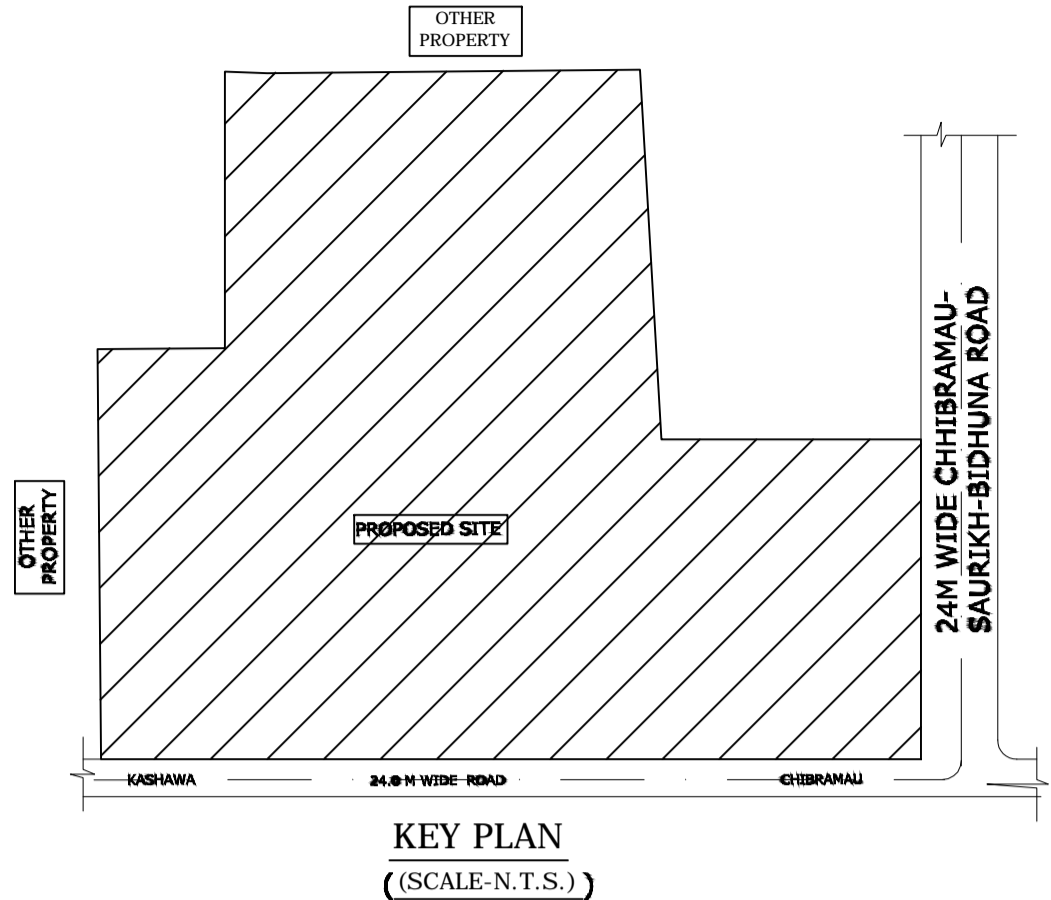 OTHER
PROPERTY
24M WIDE CHHIBRAMAU-
SAURIKH-BIDHUNA ROAD
OTHER
PROPERTY
PROPOSED SITE
KASHAWA
24.0 M WIDE ROAD
CHIBRAMAU
KEY PLAN
(SCALE-N.T.S.)